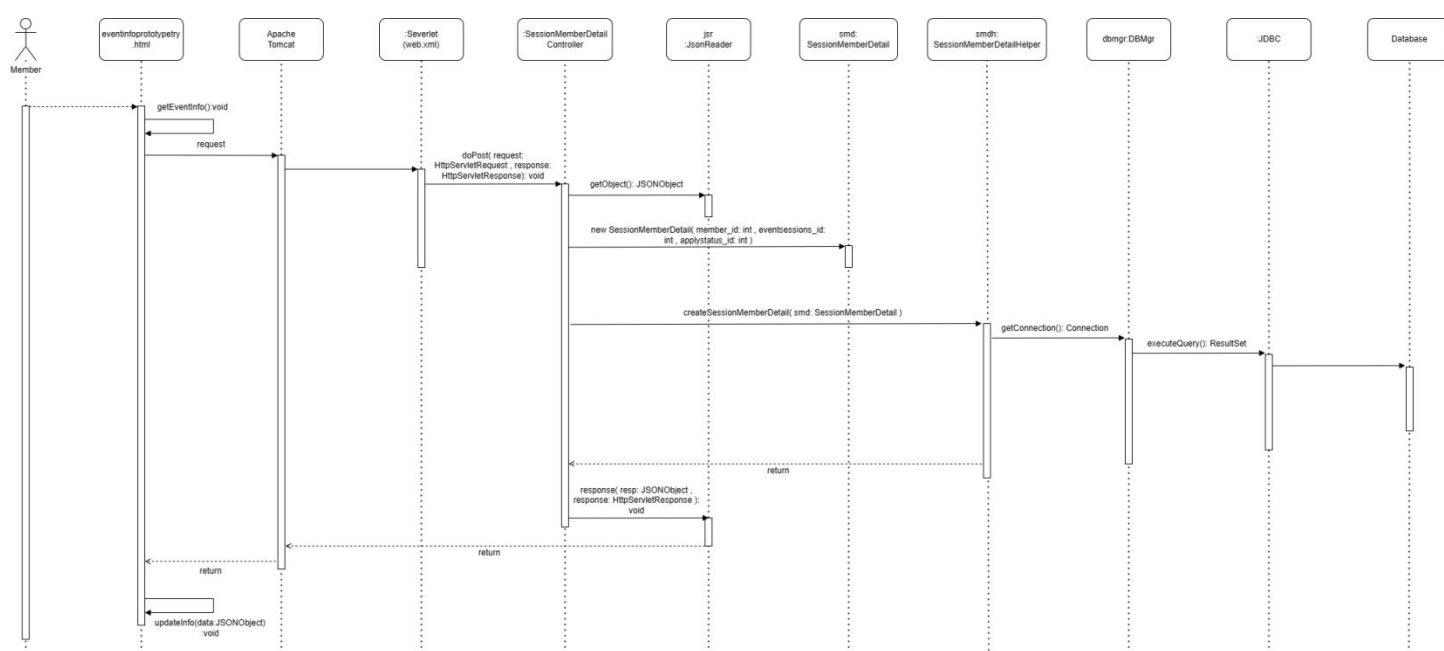 Member
eventinfoprototypetry
.html
Apache
Tomcat
:Severlet
(web.xml)
:SessionMemberDetail
Controller
jsr
:JsonReader
smd:
SessionMemberDetail
smdh:
SessionMemberDetailHelper
dbmgr:DBMgr
:JDBC
Database
getEventInfo():void
request
doPost( request:
HttpServletRequest , response:
HttpServletResponse): void
getObject(): JSONObject
new SessionMemberDetail( member_id: int , eventsessions_id:
int , applystatus_id: int )
createSessionMemberDetail( smd: SessionMemberDetail )
getConnection(): Connection
executeQuery(): ResultSet
return
response( resp: JSONObject ,
response: HttpServletResponse ):
void
return
return
updateInfo(data:JSONObject)
:void